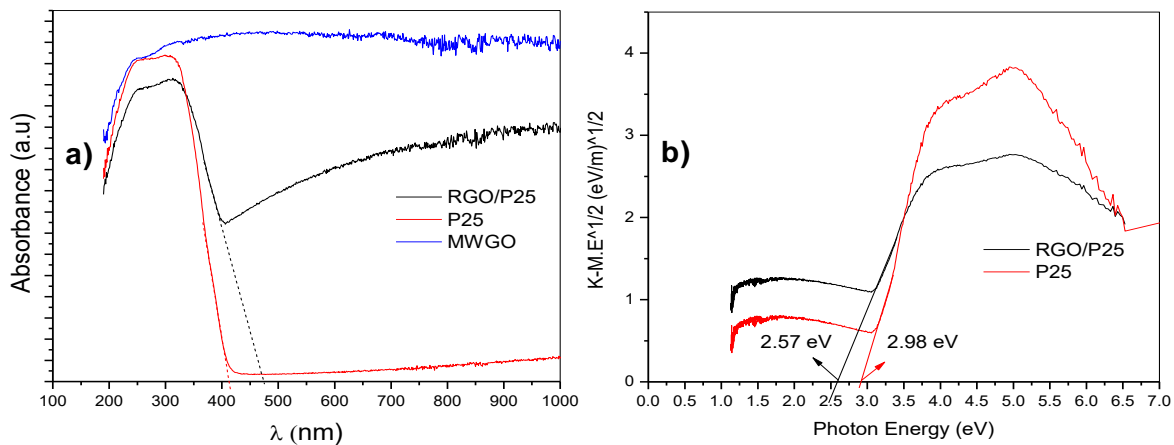 a)
Absorbance (a.u)
RGO/P25
P25
MWGO
100 200 300 400 500 600 700 800 900 1000
λ (nm)
b)
K-M.E^1/2 (eV/m)^1/2
4
3
2
1
0
RGO/P25
P25
2.57 eV
2.98 eV
0.0 0.5 1.0 1.5 2.0 2.5 3.0 3.5 4.0 4.5 5.0 5.5 6.0 6.5 7.0
Photon Energy (eV)